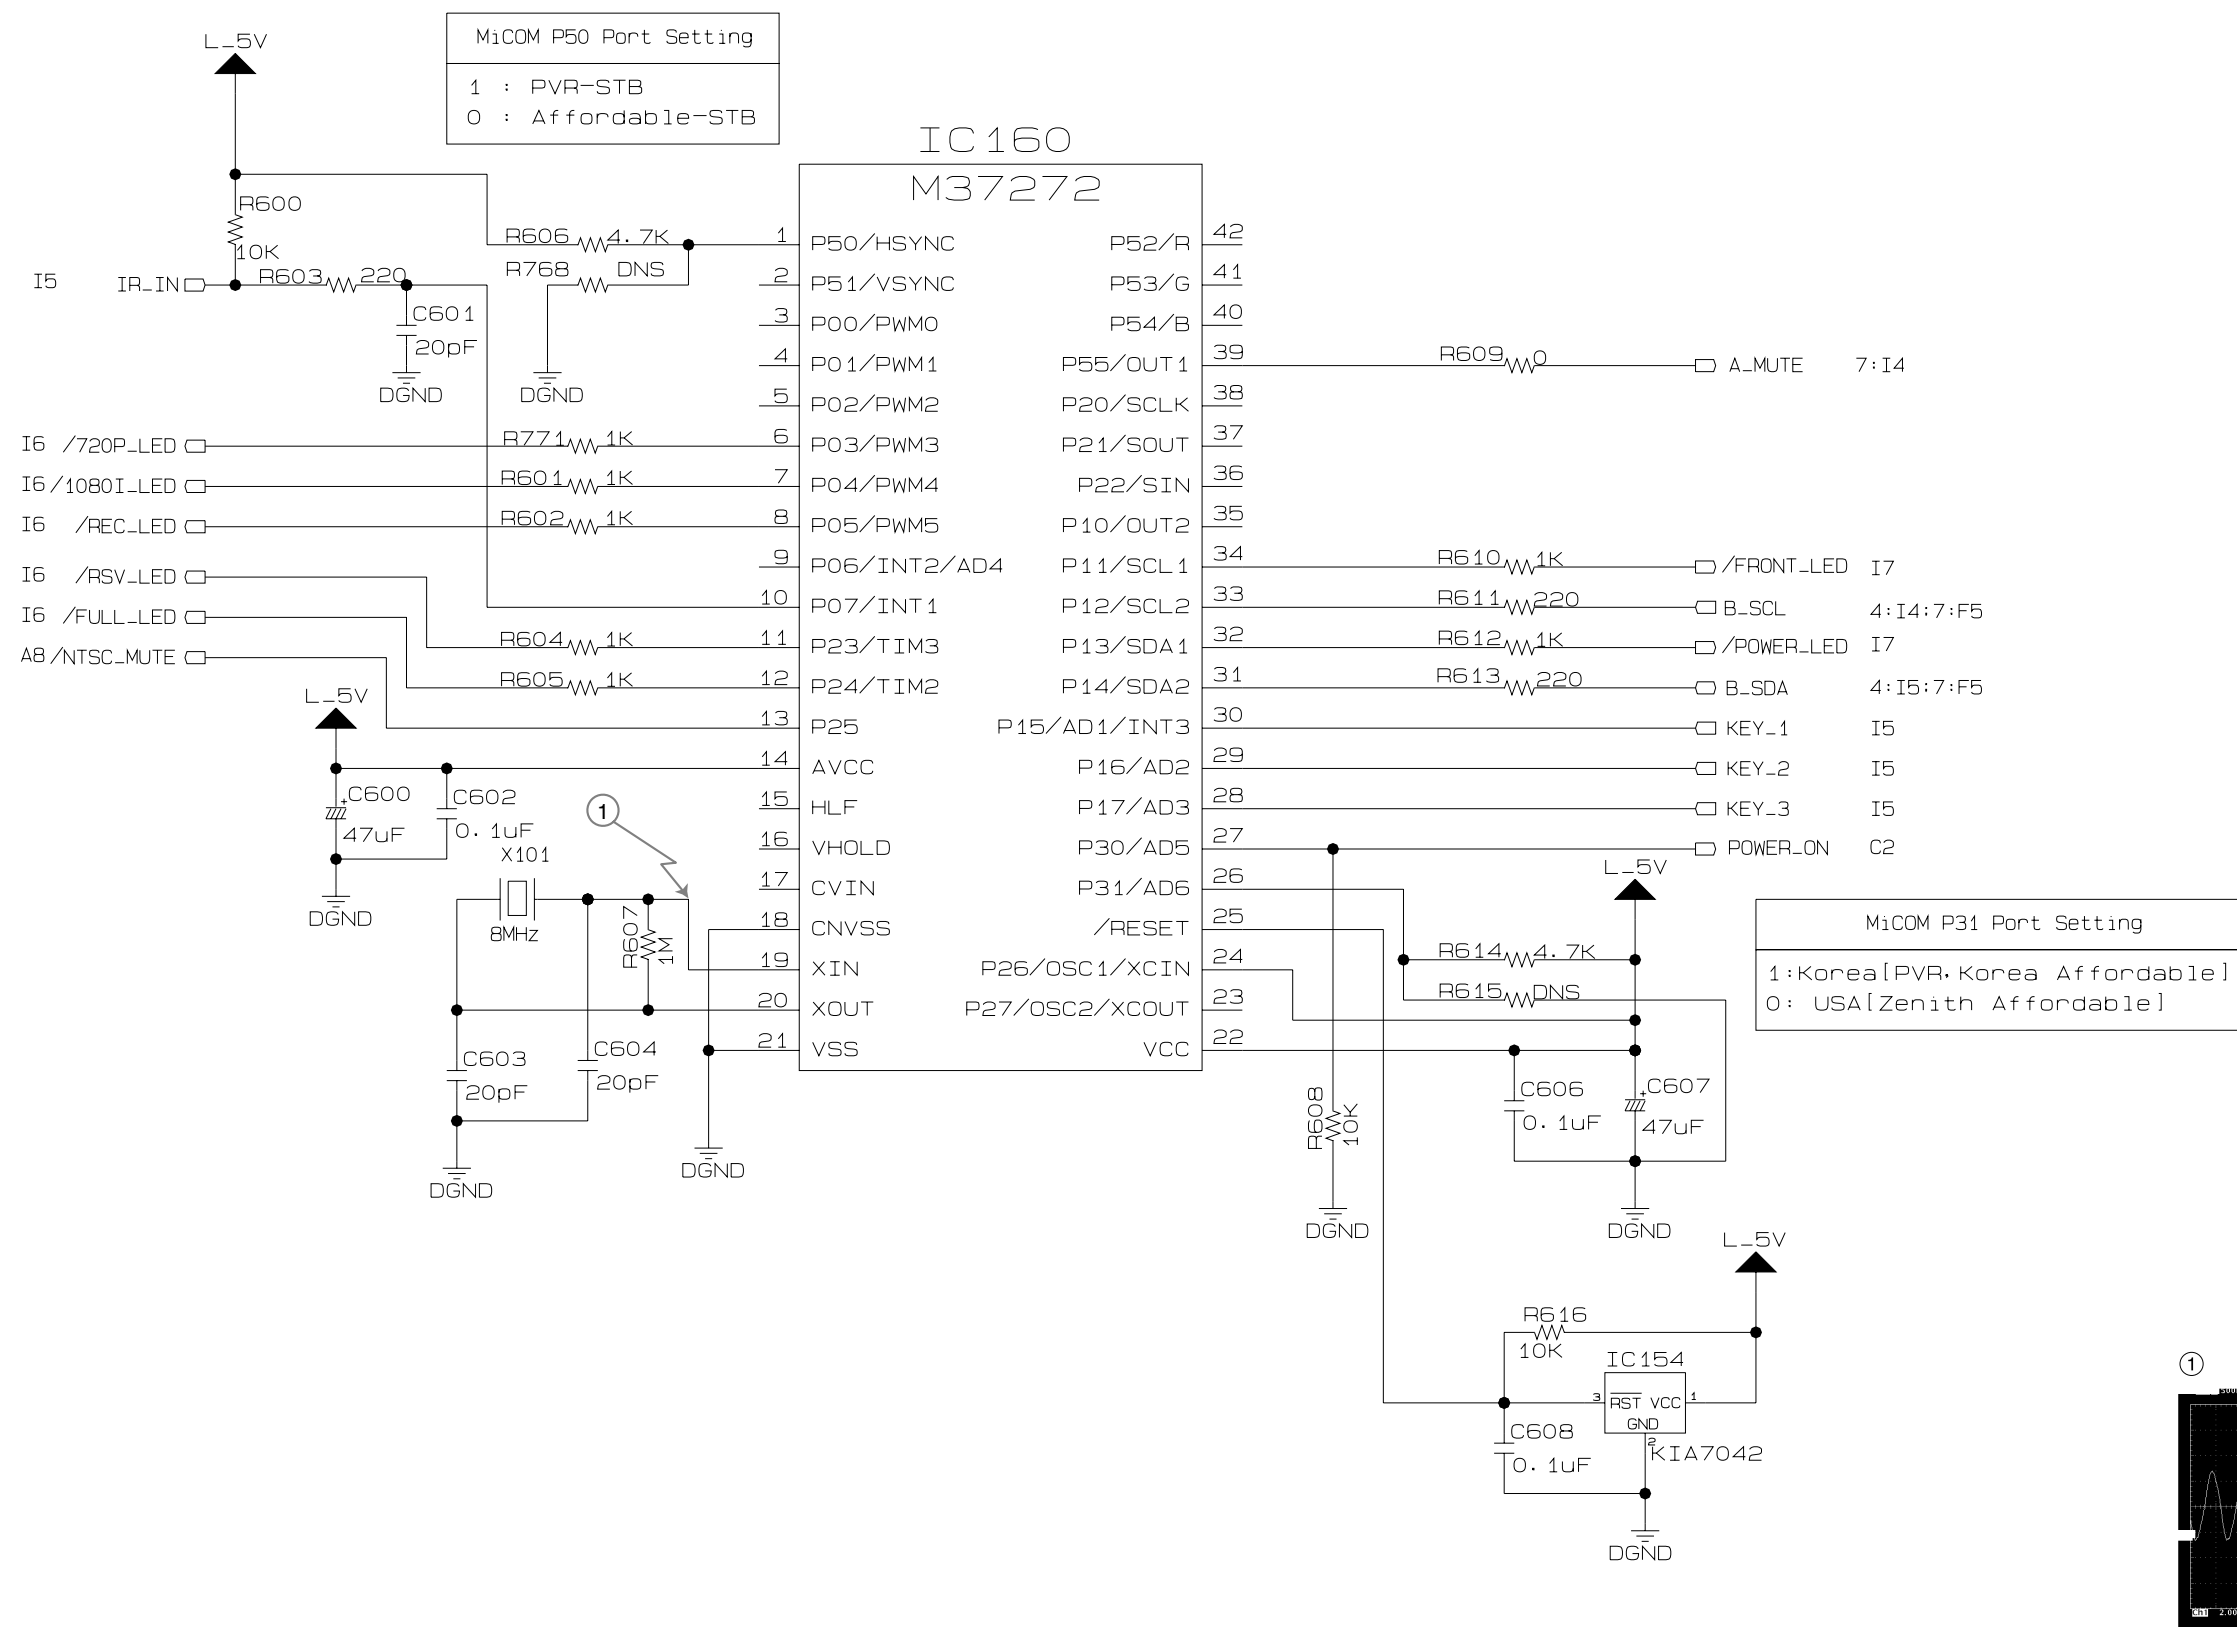 L_5V
MiCOM P50 Port Setting
1 : PVR-STB
0 : Affordable-STB
IC160
M37272
R600
10K
R606 4.7K
R768 DNS
I5 IR_IN
R603 220
C601
20pF
DGND
DGND
1 P50/HSYNC P52/R 42
2 P51/VSYNC P53/G 41
3 P00/PWM0 P54/B 40
4 P01/PWM1 P55/OUT1 39 R609 0 A_MUTE 7:I4
5 P02/PWM2 P20/SCLK 38
I6 /720P_LED R771 1K 6 P03/PWM3 P21/SOUT 37
I6 /1080I_LED R601 1K 7 P04/PWM4 P22/SIN 36
I6 /REC_LED R602 1K 8 P05/PWM5 P10/OUT2 35
I6 /RSV_LED 9 P06/INT2/AD4 P11/SCL1 34 R610 1K /FRONT_LED I7
I6 /FULL_LED 10 P07/INT1 P12/SCL2 33 R611 220 B_SCL 4:I4:7:F5
A8 /NTSC_MUTE R604 1K 11 P23/TIM3 P13/SDA1 32 R612 1K /POWER_LED I7
R605 1K 12 P24/TIM2 P14/SDA2 31 R613 220 B_SDA 4:I5:7:F5
L_5V
13 P25 P15/AD1/INT3 30 KEY_1 I5
14 AVCC P16/AD2 29 KEY_2 I5
15 HLF P17/AD3 28 KEY_3 I5
16 VHOLD P30/AD5 27 POWER_ON C2
17 CVIN P31/AD6 26
18 CNVSS /RESET 25
19 XIN P26/OSC1/XCIN 24
20 XOUT P27/OSC2/XCOUT 23
21 VSS VCC 22
C600
47uF
C602
0.1uF
DGND
1
X101
8MHz
R607
1M
C603
20pF
C604
20pF
DGND
DGND
L_5V
R614 4.7K
R615 DNS
MiCOM P31 Port Setting
1:Korea[PVR,Korea Affordable]
0: USA[Zenith Affordable]
R608
10K
DGND
C606
0.1uF
C607
47uF
DGND
L_5V
R616
10K
IC154
3 RST VCC 1
GND
2
KIA7042
C608
0.1uF
DGND
1
Ch1 2.00